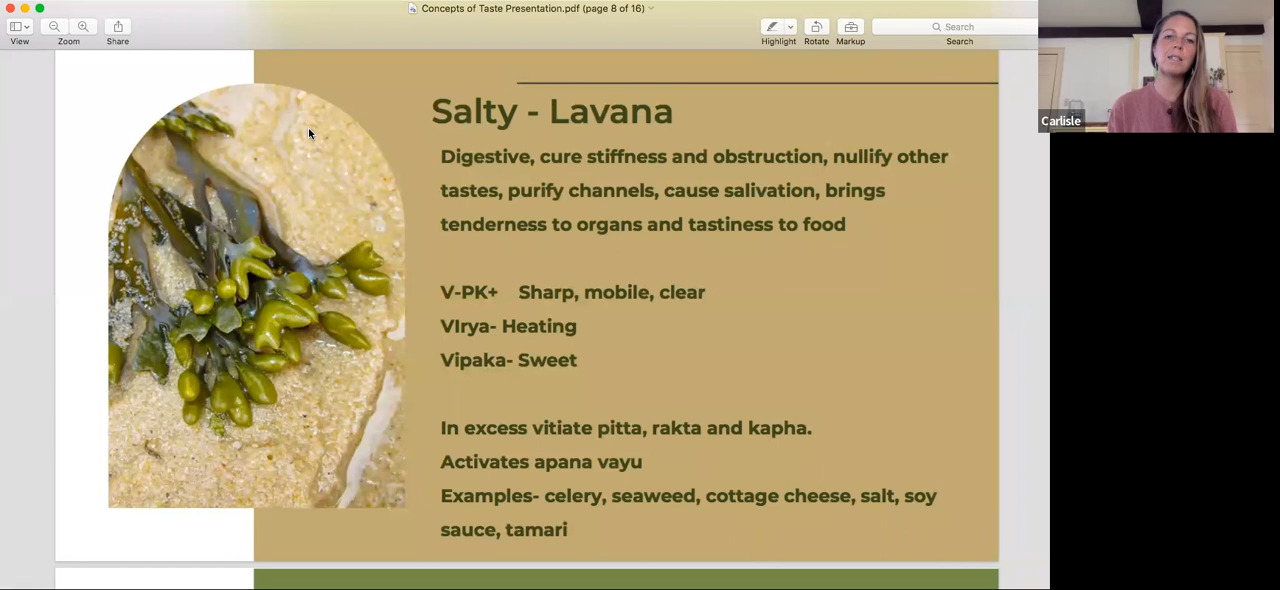 Concepts of Taste Presentation.pdf (page 8 of 16)
View
Zoom
Share
Highlight
Rotate
Markup
Search
Search
Carlisle
Salty - Lavana
Digestive, cure stiffness and obstruction, nullify other
tastes, purify channels, cause salivation, brings
tenderness to organs and tastiness to food
V-PK+ Sharp, mobile, clear
VIrya- Heating
Vipaka- Sweet
In excess vitiate pitta, rakta and kapha.
Activates apana vayu
Examples- celery, seaweed, cottage cheese, salt, soy
sauce, tamari